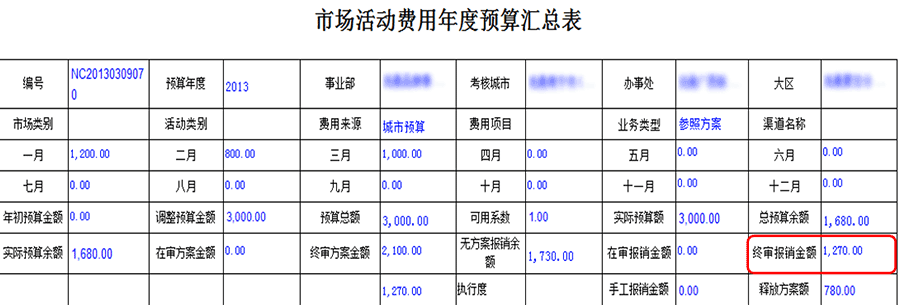 市场活动费用年度预算汇总表
编号 NC20130309070 预算年度 2013 事业部 考核城市 办事处 大区
市场类别 活动类别 费用来源 城市预算 费用项目 业务类型 参照方案 渠道名称
一月 1,200.00 二月 800.00 三月 1,000.00 四月 0.00 五月 0.00 六月 0.00
七月 0.00 八月 0.00 九月 0.00 十月 0.00 十一月 0.00 十二月 0.00
年初预算金额 0.00 调整预算金额 3,000.00 预算总额 3,000.00 可用系数 1.00 实际预算额 3,000.00 总预算余额 1,680.00
实际预算余额 1,680.00 在审方案金额 0.00 终审方案金额 2,100.00 无方案报销余额 1,730.00 在审报销金额 0.00 终审报销金额 1,270.00
1,270.00 执行度 手工报销金额 0.00 释放方案额 780.00